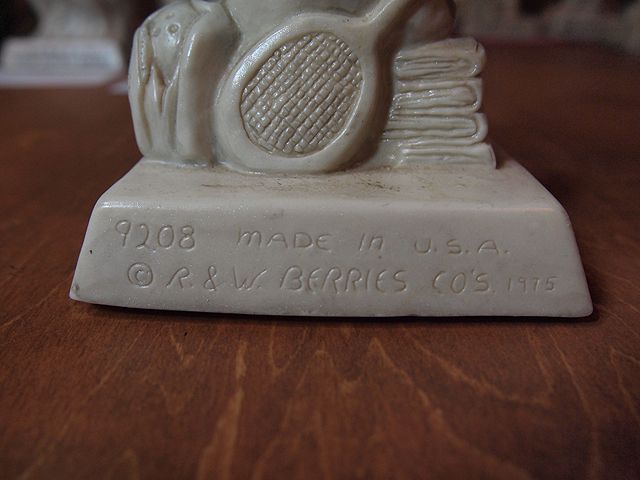 9208 MADE IN U.S.A.
© R. & W. BERRIES CO'S. 1975